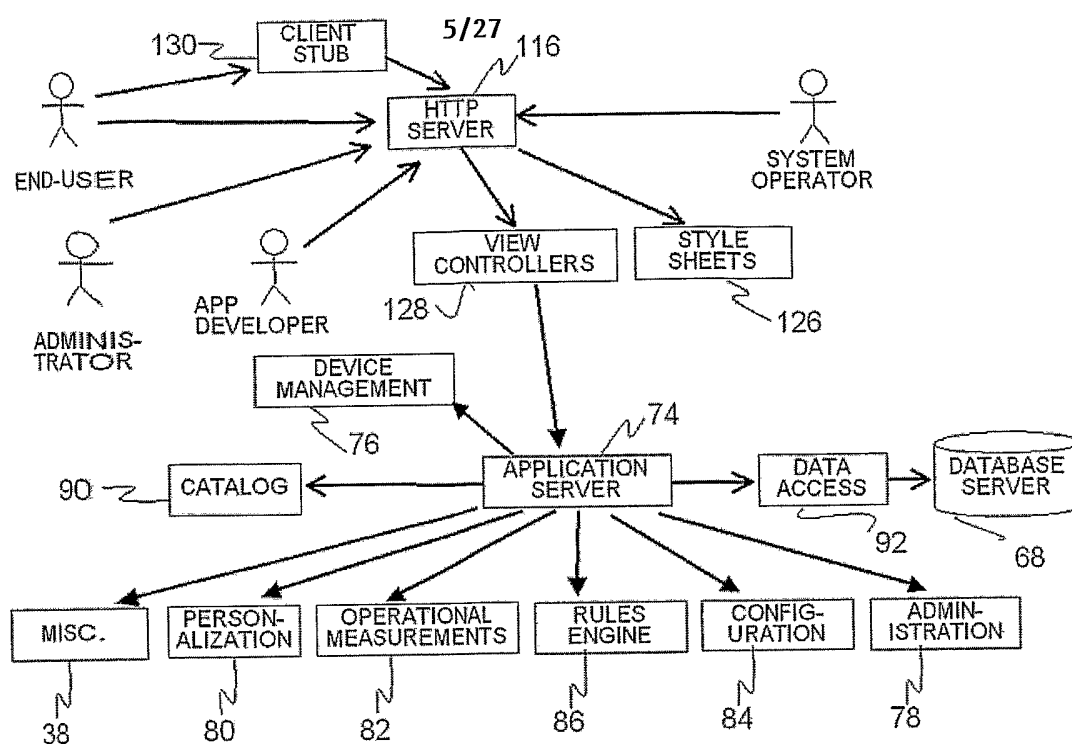 5/27
CLIENT
STUB
130
116
HTTP
SERVER
END-USER
SYSTEM
OPERATOR
VIEW
CONTROLLERS
STYLE
SHEETS
128
126
ADMINIS-
TRATOR
APP
DEVELOPER
DEVICE
MANAGEMENT
76
74
90
CATALOG
APPLICATION
SERVER
DATA
ACCESS
DATABASE
SERVER
92
68
MISC.
PERSON-
ALIZATION
OPERATIONAL
MEASUREMENTS
RULES
ENGINE
CONFIG-
URATION
ADMIN-
ISTRATION
38
80
82
86
84
78